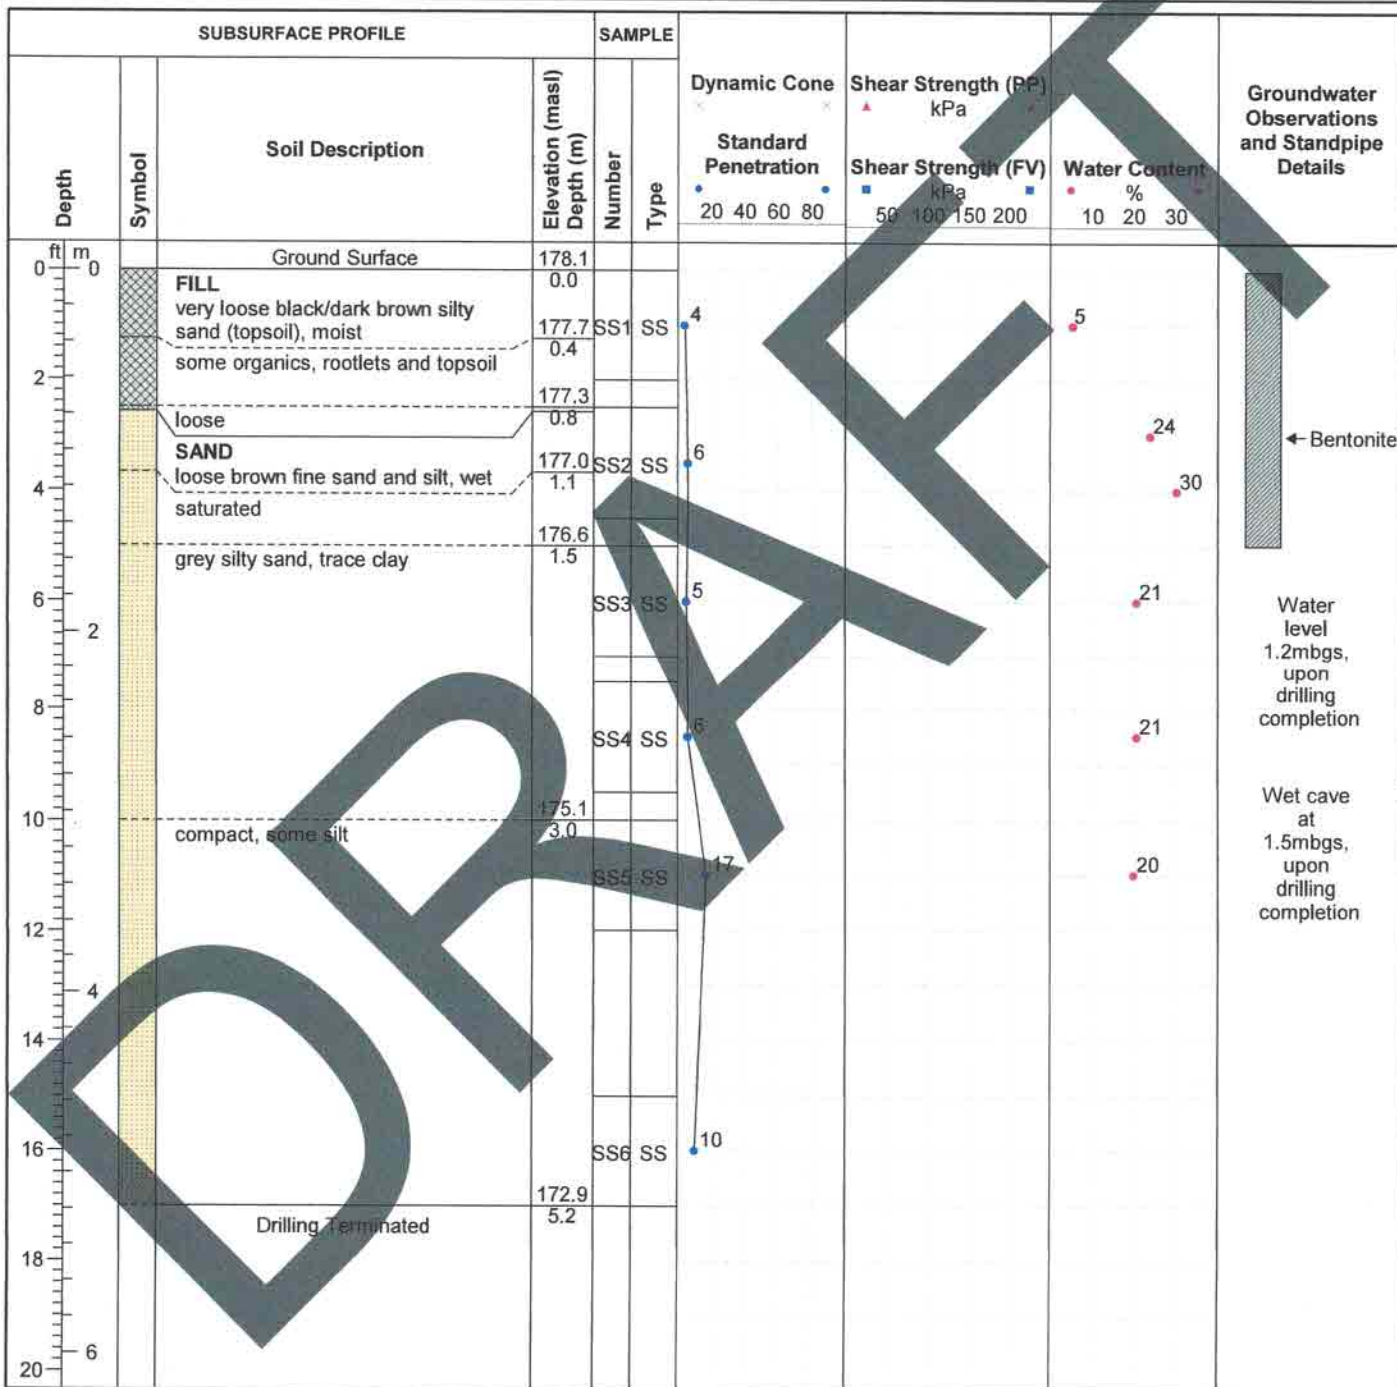 SUBSURFACE PROFILE
SAMPLE
Depth
Symbol
Soil Description
Elevation (masl)
Depth (m)
Number
Type
Dynamic Cone
Standard
Penetration
20 40 60 80
Shear Strength (PP)
kPa
Shear Strength (FV)
kPa
50 100 150 200
Water Content
%
10 20 30
Groundwater
Observations
and Standpipe
Details
ft m
0 0
2
4
6
2
8
10
12
4
14
16
18
6
20
Ground Surface
178.1
0.0
FILL
very loose black/dark brown silty
sand (topsoil), moist
177.7
0.4
some organics, rootlets and topsoil
177.3
0.8
loose
SAND
loose brown fine sand and silt, wet
177.0
1.1
saturated
176.6
1.5
grey silty sand, trace clay
175.1
3.0
compact, some silt
172.9
5.2
Drilling Terminated
SS1 SS 4 5
SS2 SS 6 24
30
SS3 SS 5 21
SS4 SS 6 21
SS5 SS 17 20
SS6 SS 10
Bentonite
Water
level
1.2mbgs,
upon
drilling
completion
Wet cave
at
1.5mbgs,
upon
drilling
completion
DRAFT